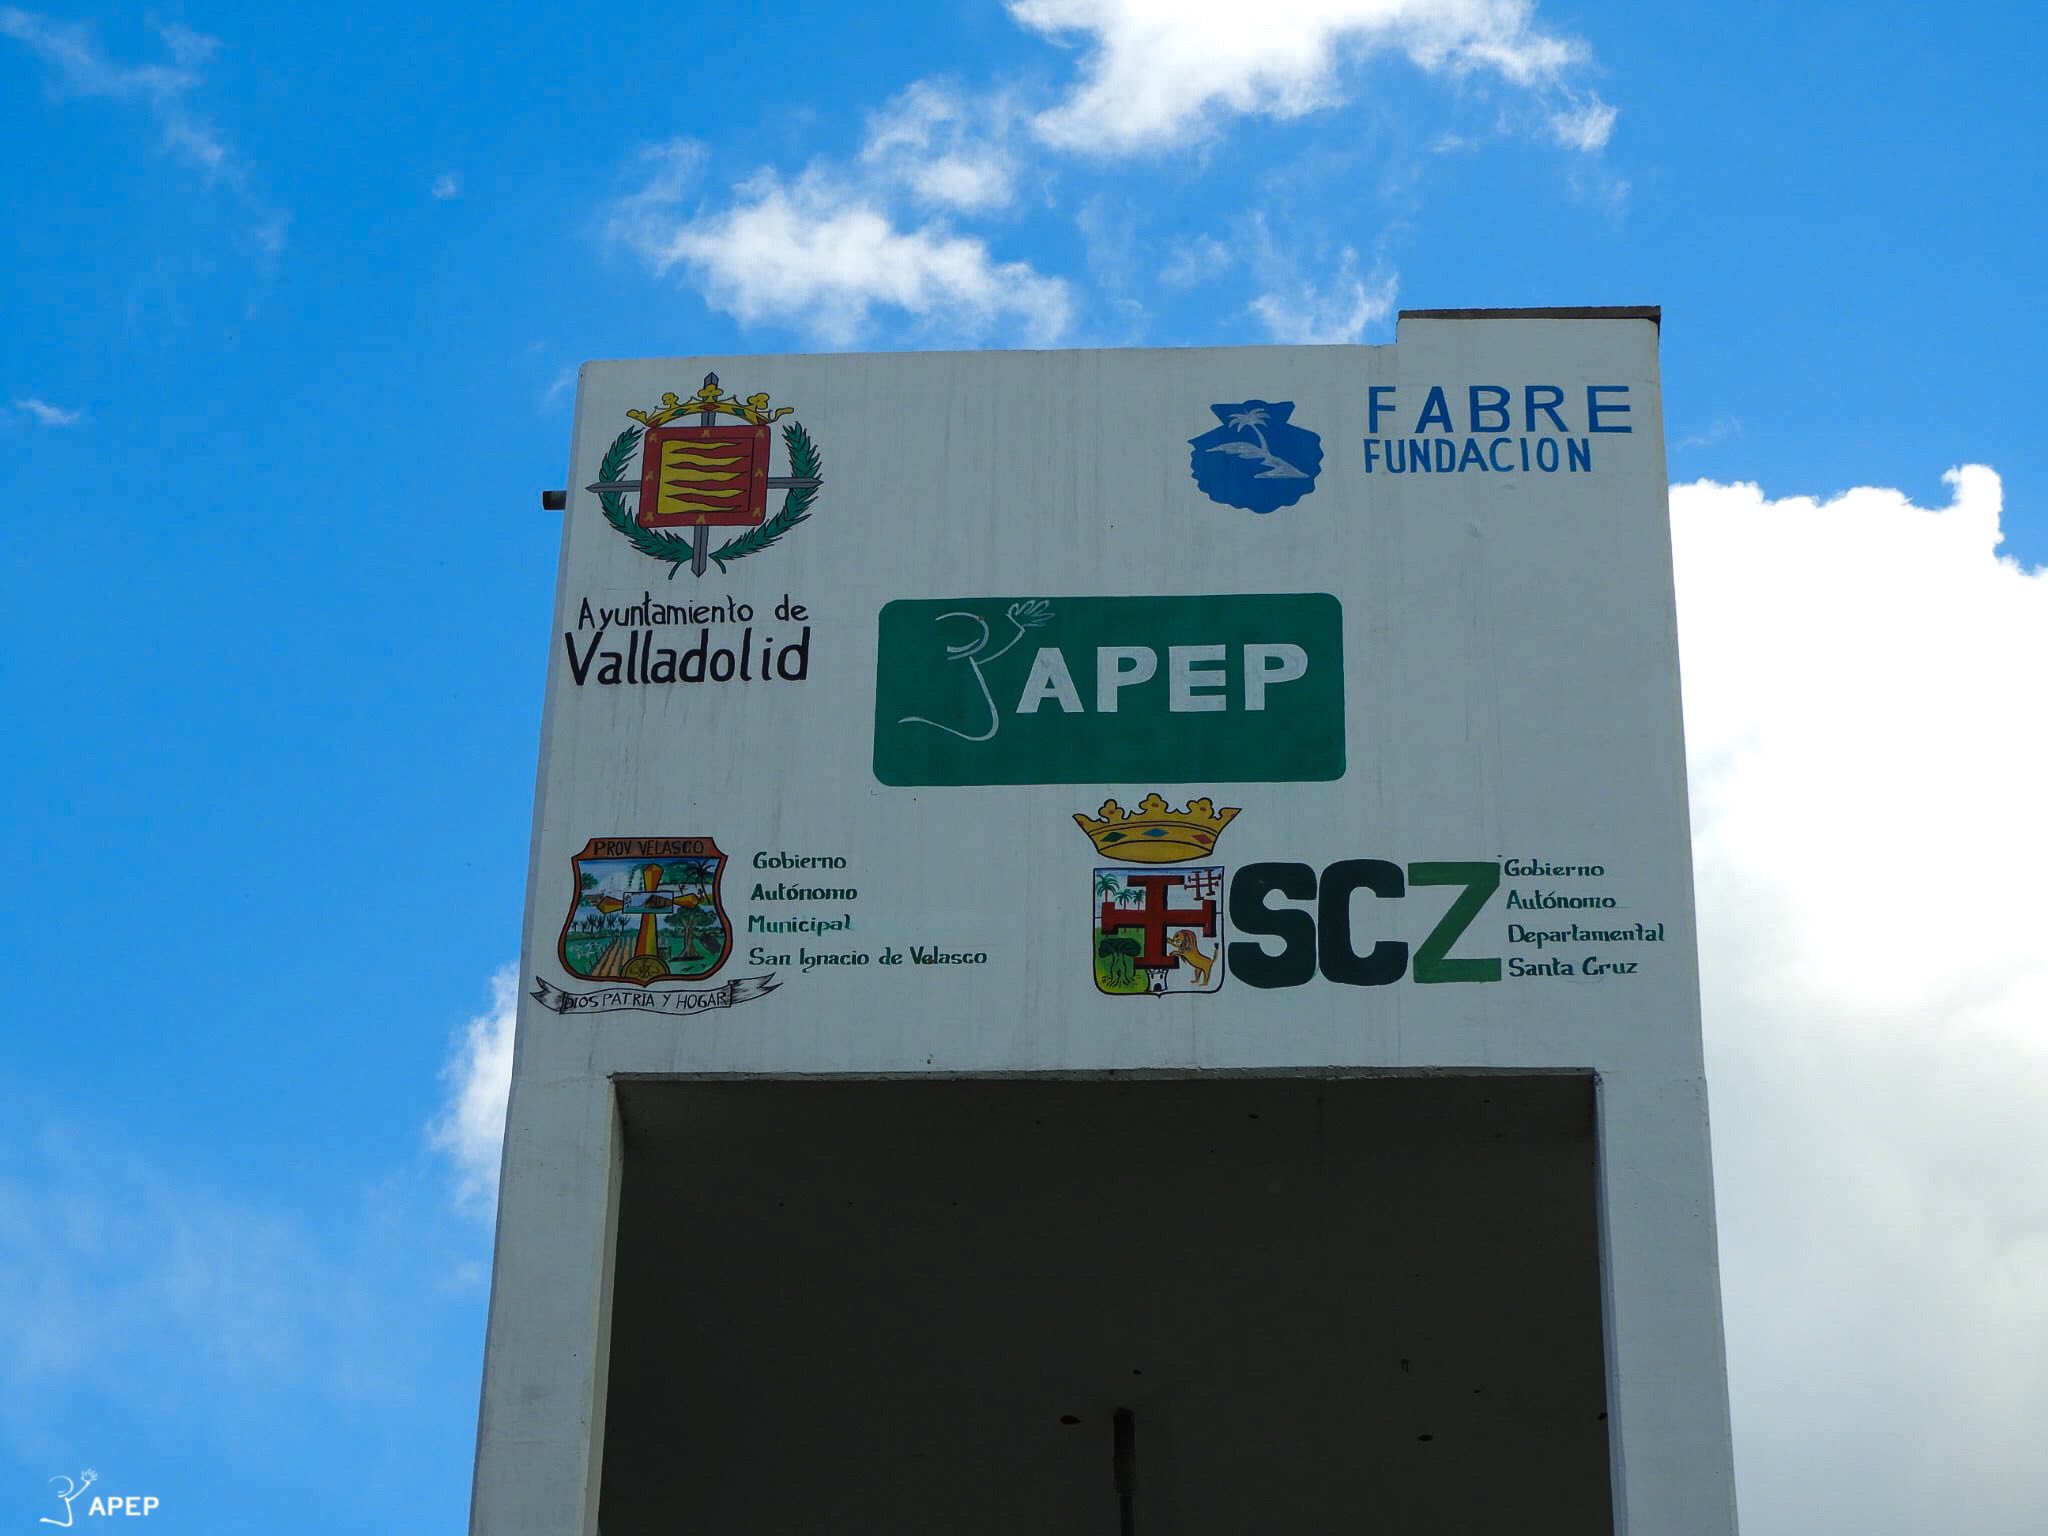 FABRE
FUNDACION
Ayuntamiento de
Valladolid
APEP
PROV. VELASCO
Gobierno
Autónomo
Municipal
San Ignacio de Velasco
DIOS PATRIA Y HOGAR
SCZ
Gobierno
Autónomo
Departamental
Santa Cruz
APEP